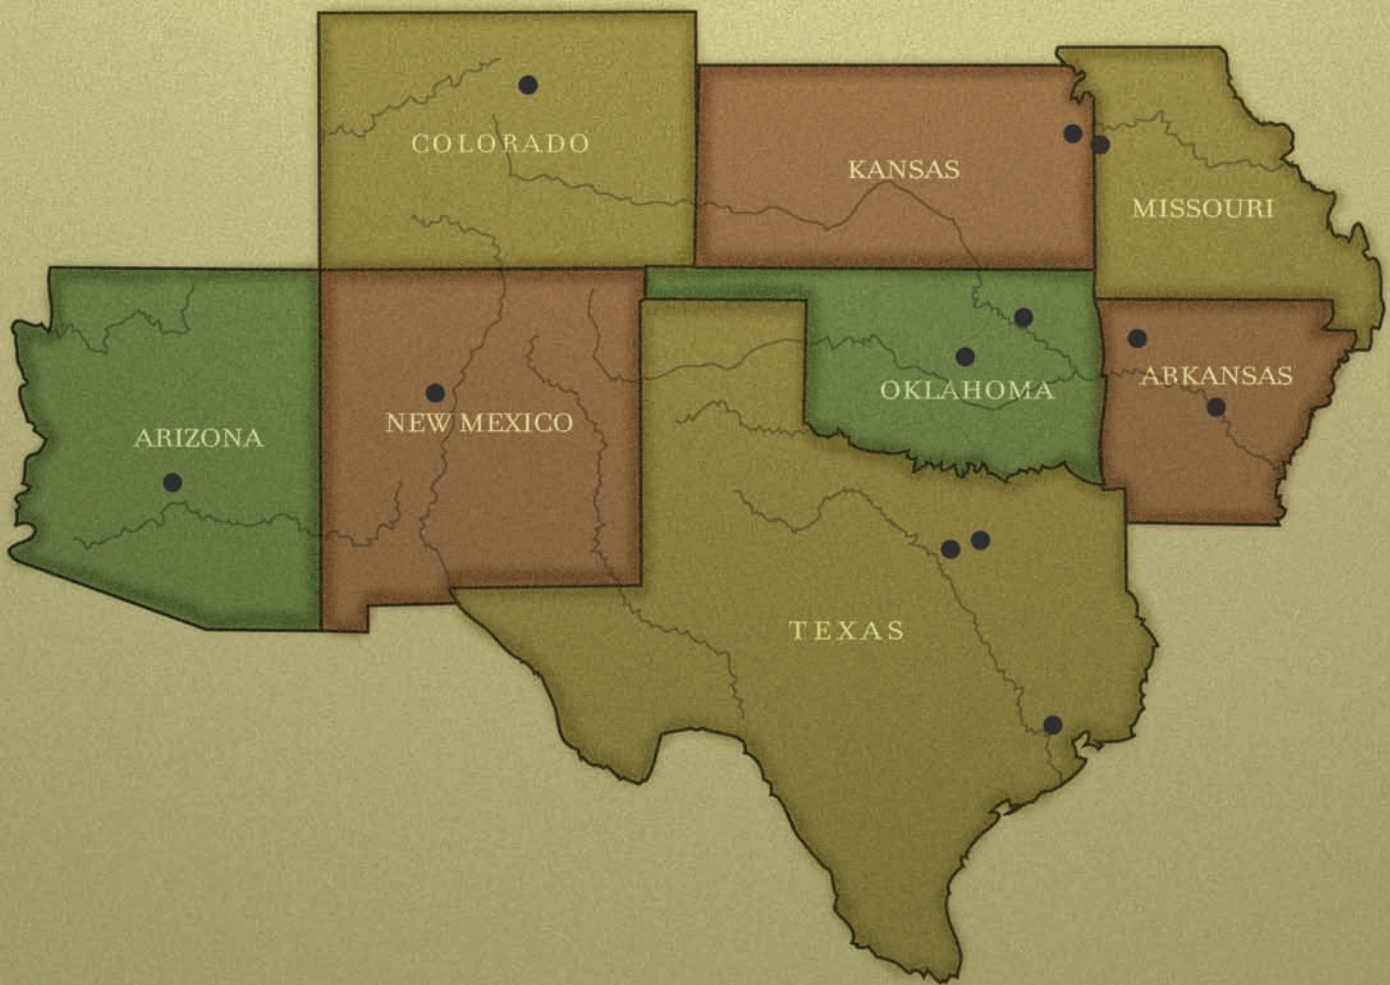 COLORADO
KANSAS
MISSOURI
ARKANSAS
OKLAHOMA
NEW MEXICO
ARIZONA
TEXAS